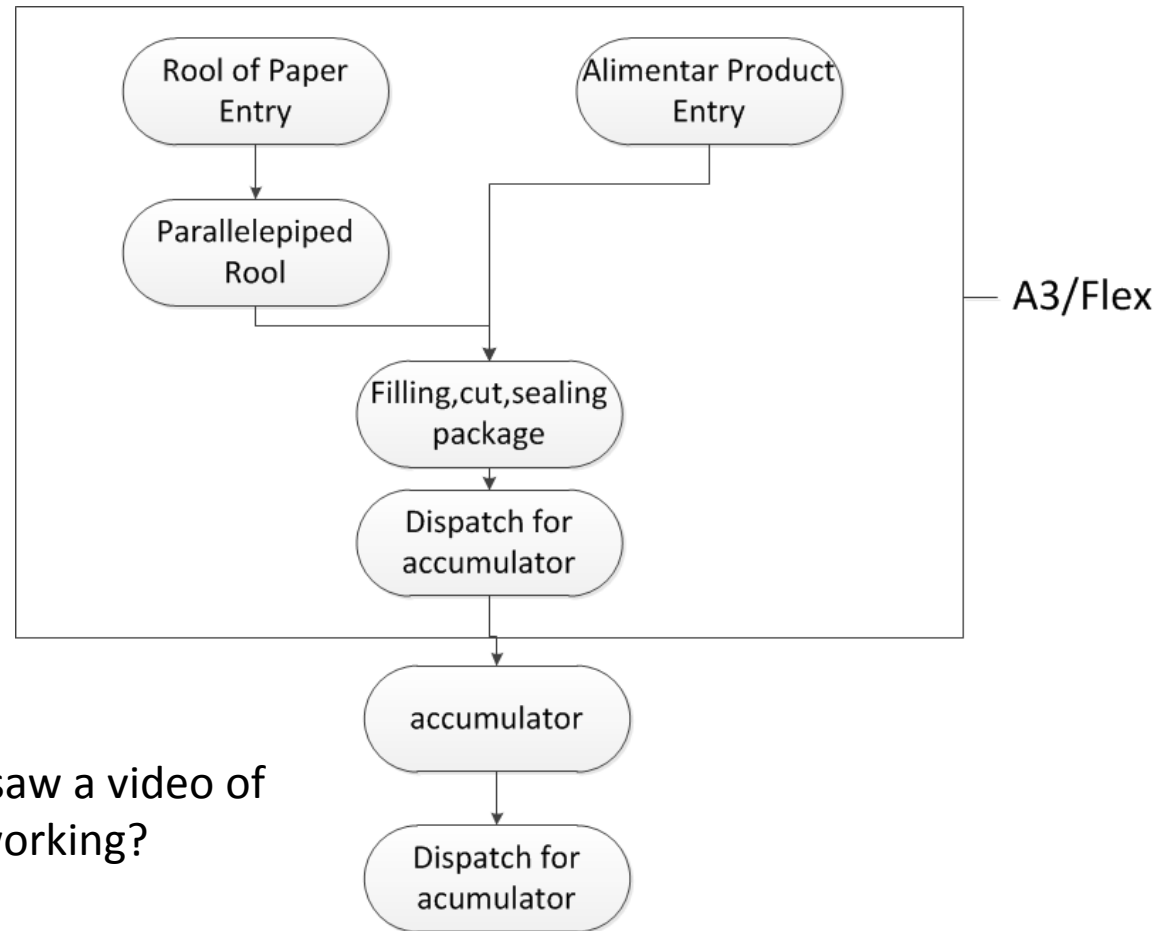 Rool of Paper
Entry
Alimentar Product
Entry
Parallelepiped
Rool
A3/Flex
Filling,cut,sealing
package
Dispatch for
accumulator
accumulator
saw a video of
working?
Dispatch for
acumulator